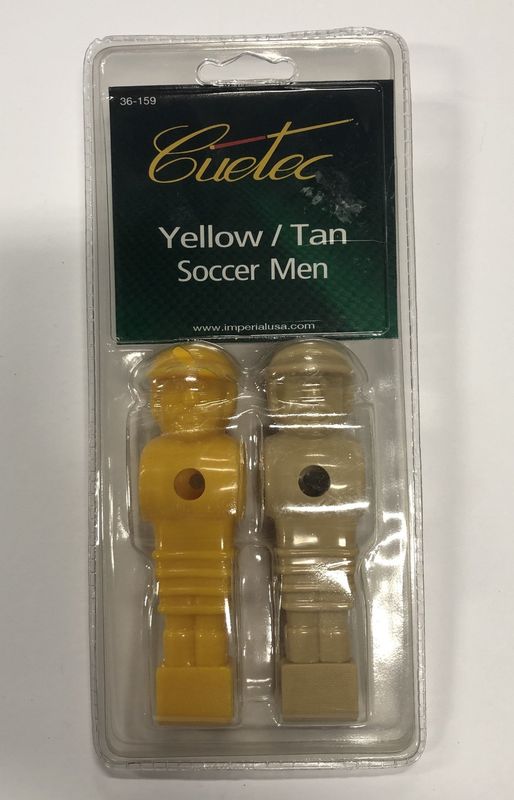 36-159
Cuetec
Yellow / Tan
Soccer Men
www.imperialusa.com